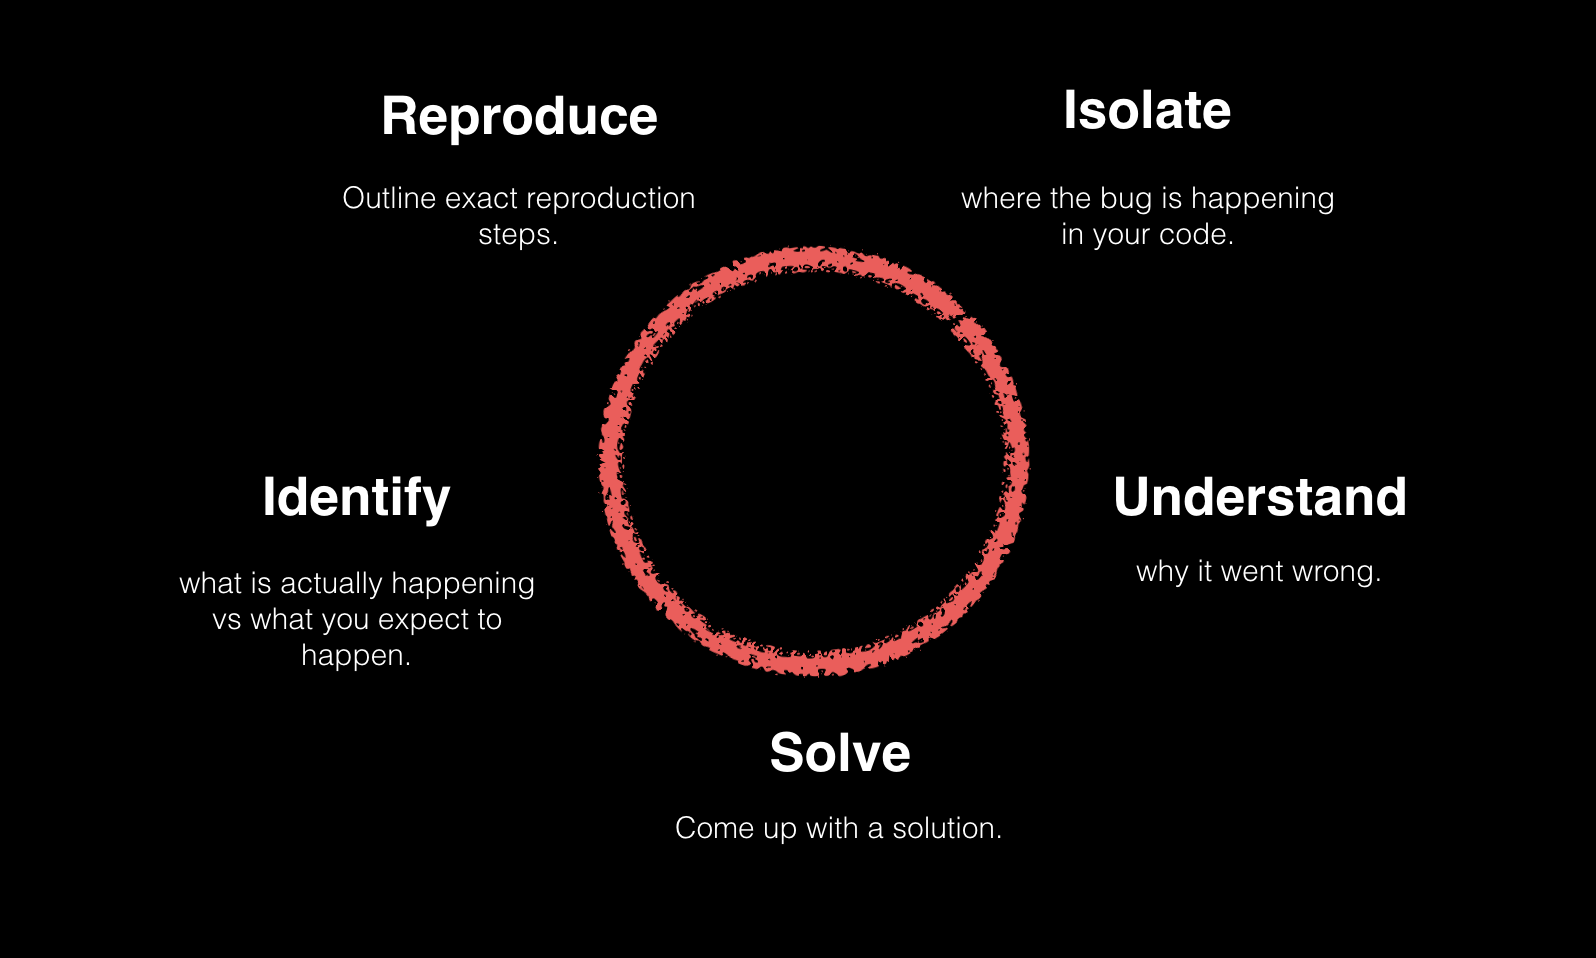 Reproduce
Outline exact reproduction
steps.
Isolate
where the bug is happening
in your code.
Identify
what is actually happening
vs what you expect to
happen.
Understand
why it went wrong.
Solve
Come up with a solution.